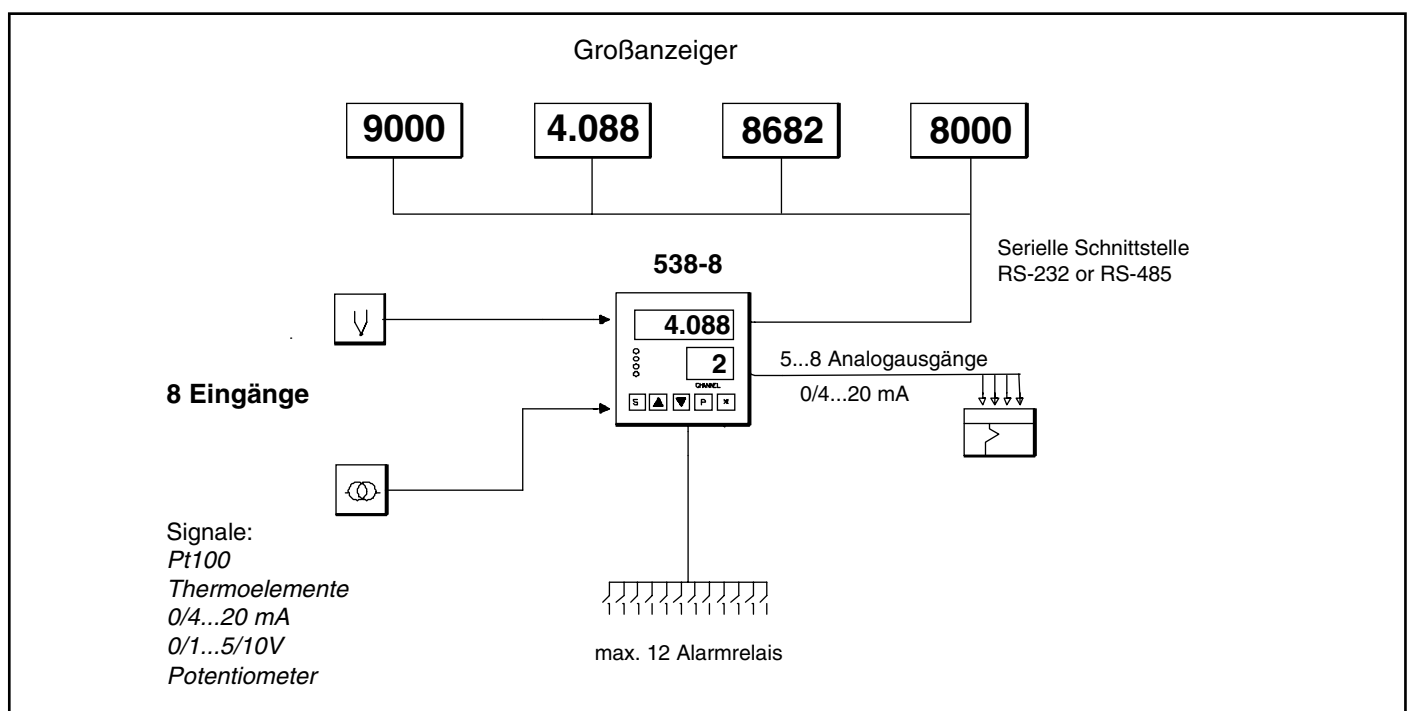 Großanzeiger
9000 4.088 8682 8000
Serielle Schnittstelle
RS-232 or RS-485
538-8
4.088
2
CHANNEL
S P
5...8 Analogausgänge
0/4...20 mA
8 Eingänge
Signale:
Pt100
Thermoelemente
0/4...20 mA
0/1...5/10V
Potentiometer
max. 12 Alarmrelais